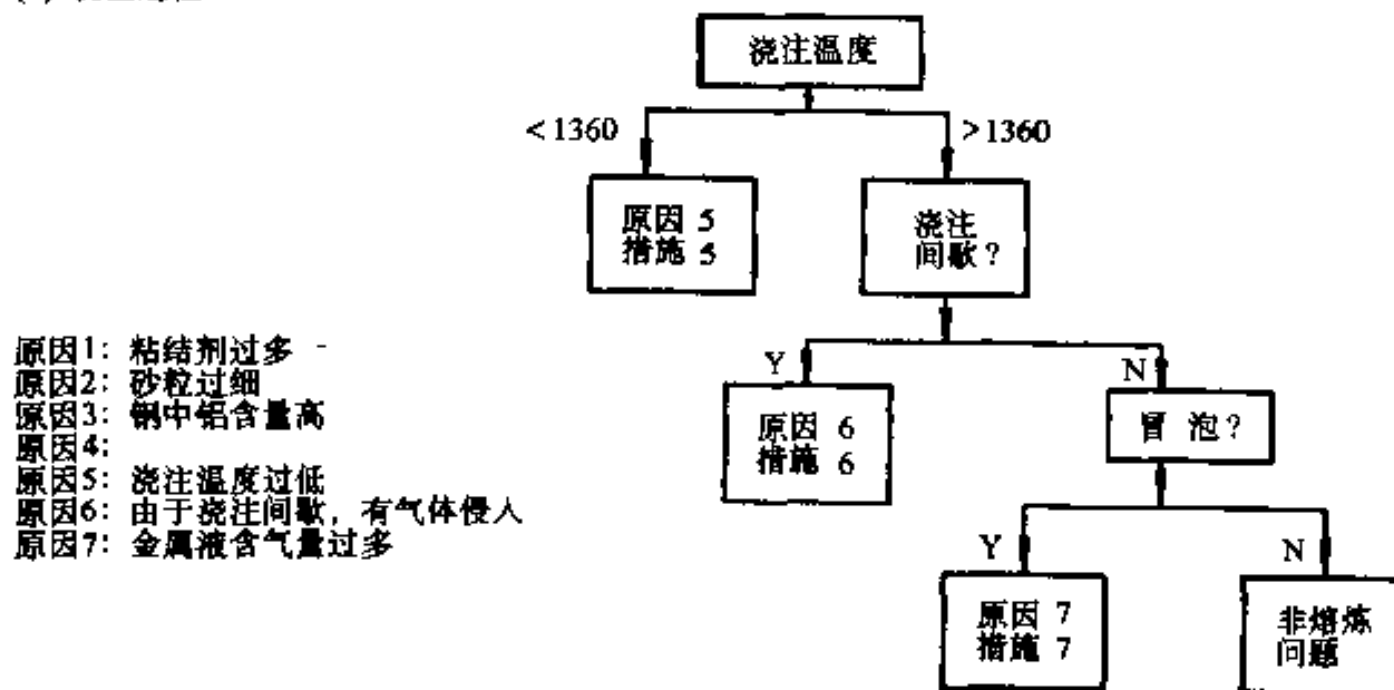 浇注温度
<1360
>1360
原因 5
措施 5
浇注
间歇?
Y
N
原因 6
措施 6
冒 泡?
Y
N
原因 7
措施 7
非熔炼
问题
原因1: 粘结剂过多
原因2: 砂粒过细
原因3: 钢中铝含量高
原因4:
原因5: 浇注温度过低
原因6: 由于浇注间歇, 有气体侵人
原因7: 金属液含气量过多